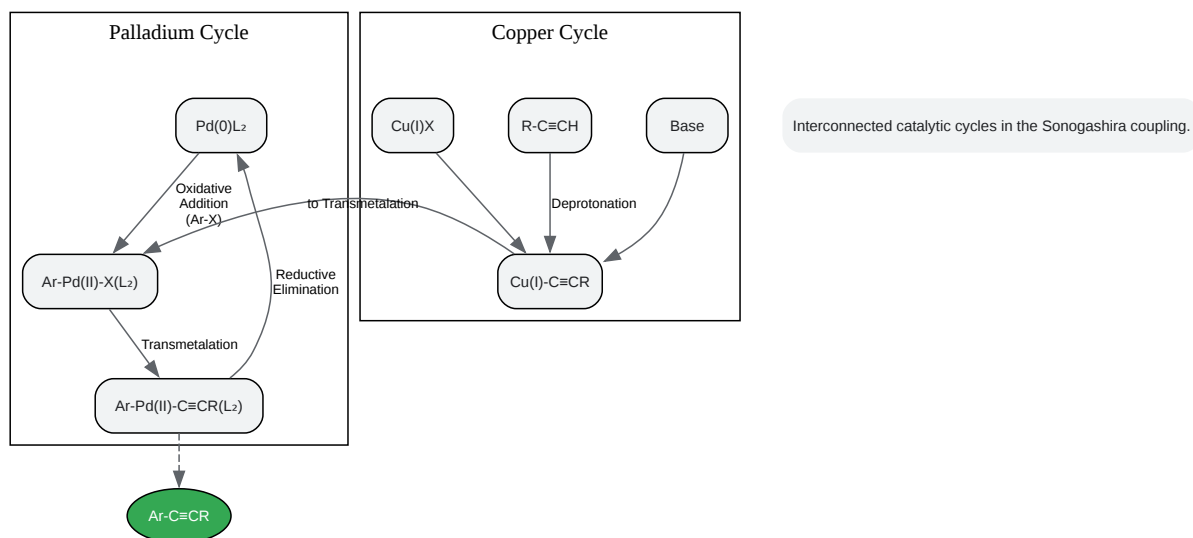 Palladium Cycle
Copper Cycle
Pd(0)L₂
Cu(I)X
R-C≡CH
Base
Interconnected catalytic cycles in the Sonogashira coupling.
Oxidative
Addition
(Ar-X)
to Transmetalation
Deprotonation
Ar-Pd(II)-X(L₂)
Reductive
Elimination
Cu(I)-C≡CR
Transmetalation
Ar-Pd(II)-C≡CR(L₂)
Ar-C≡CR